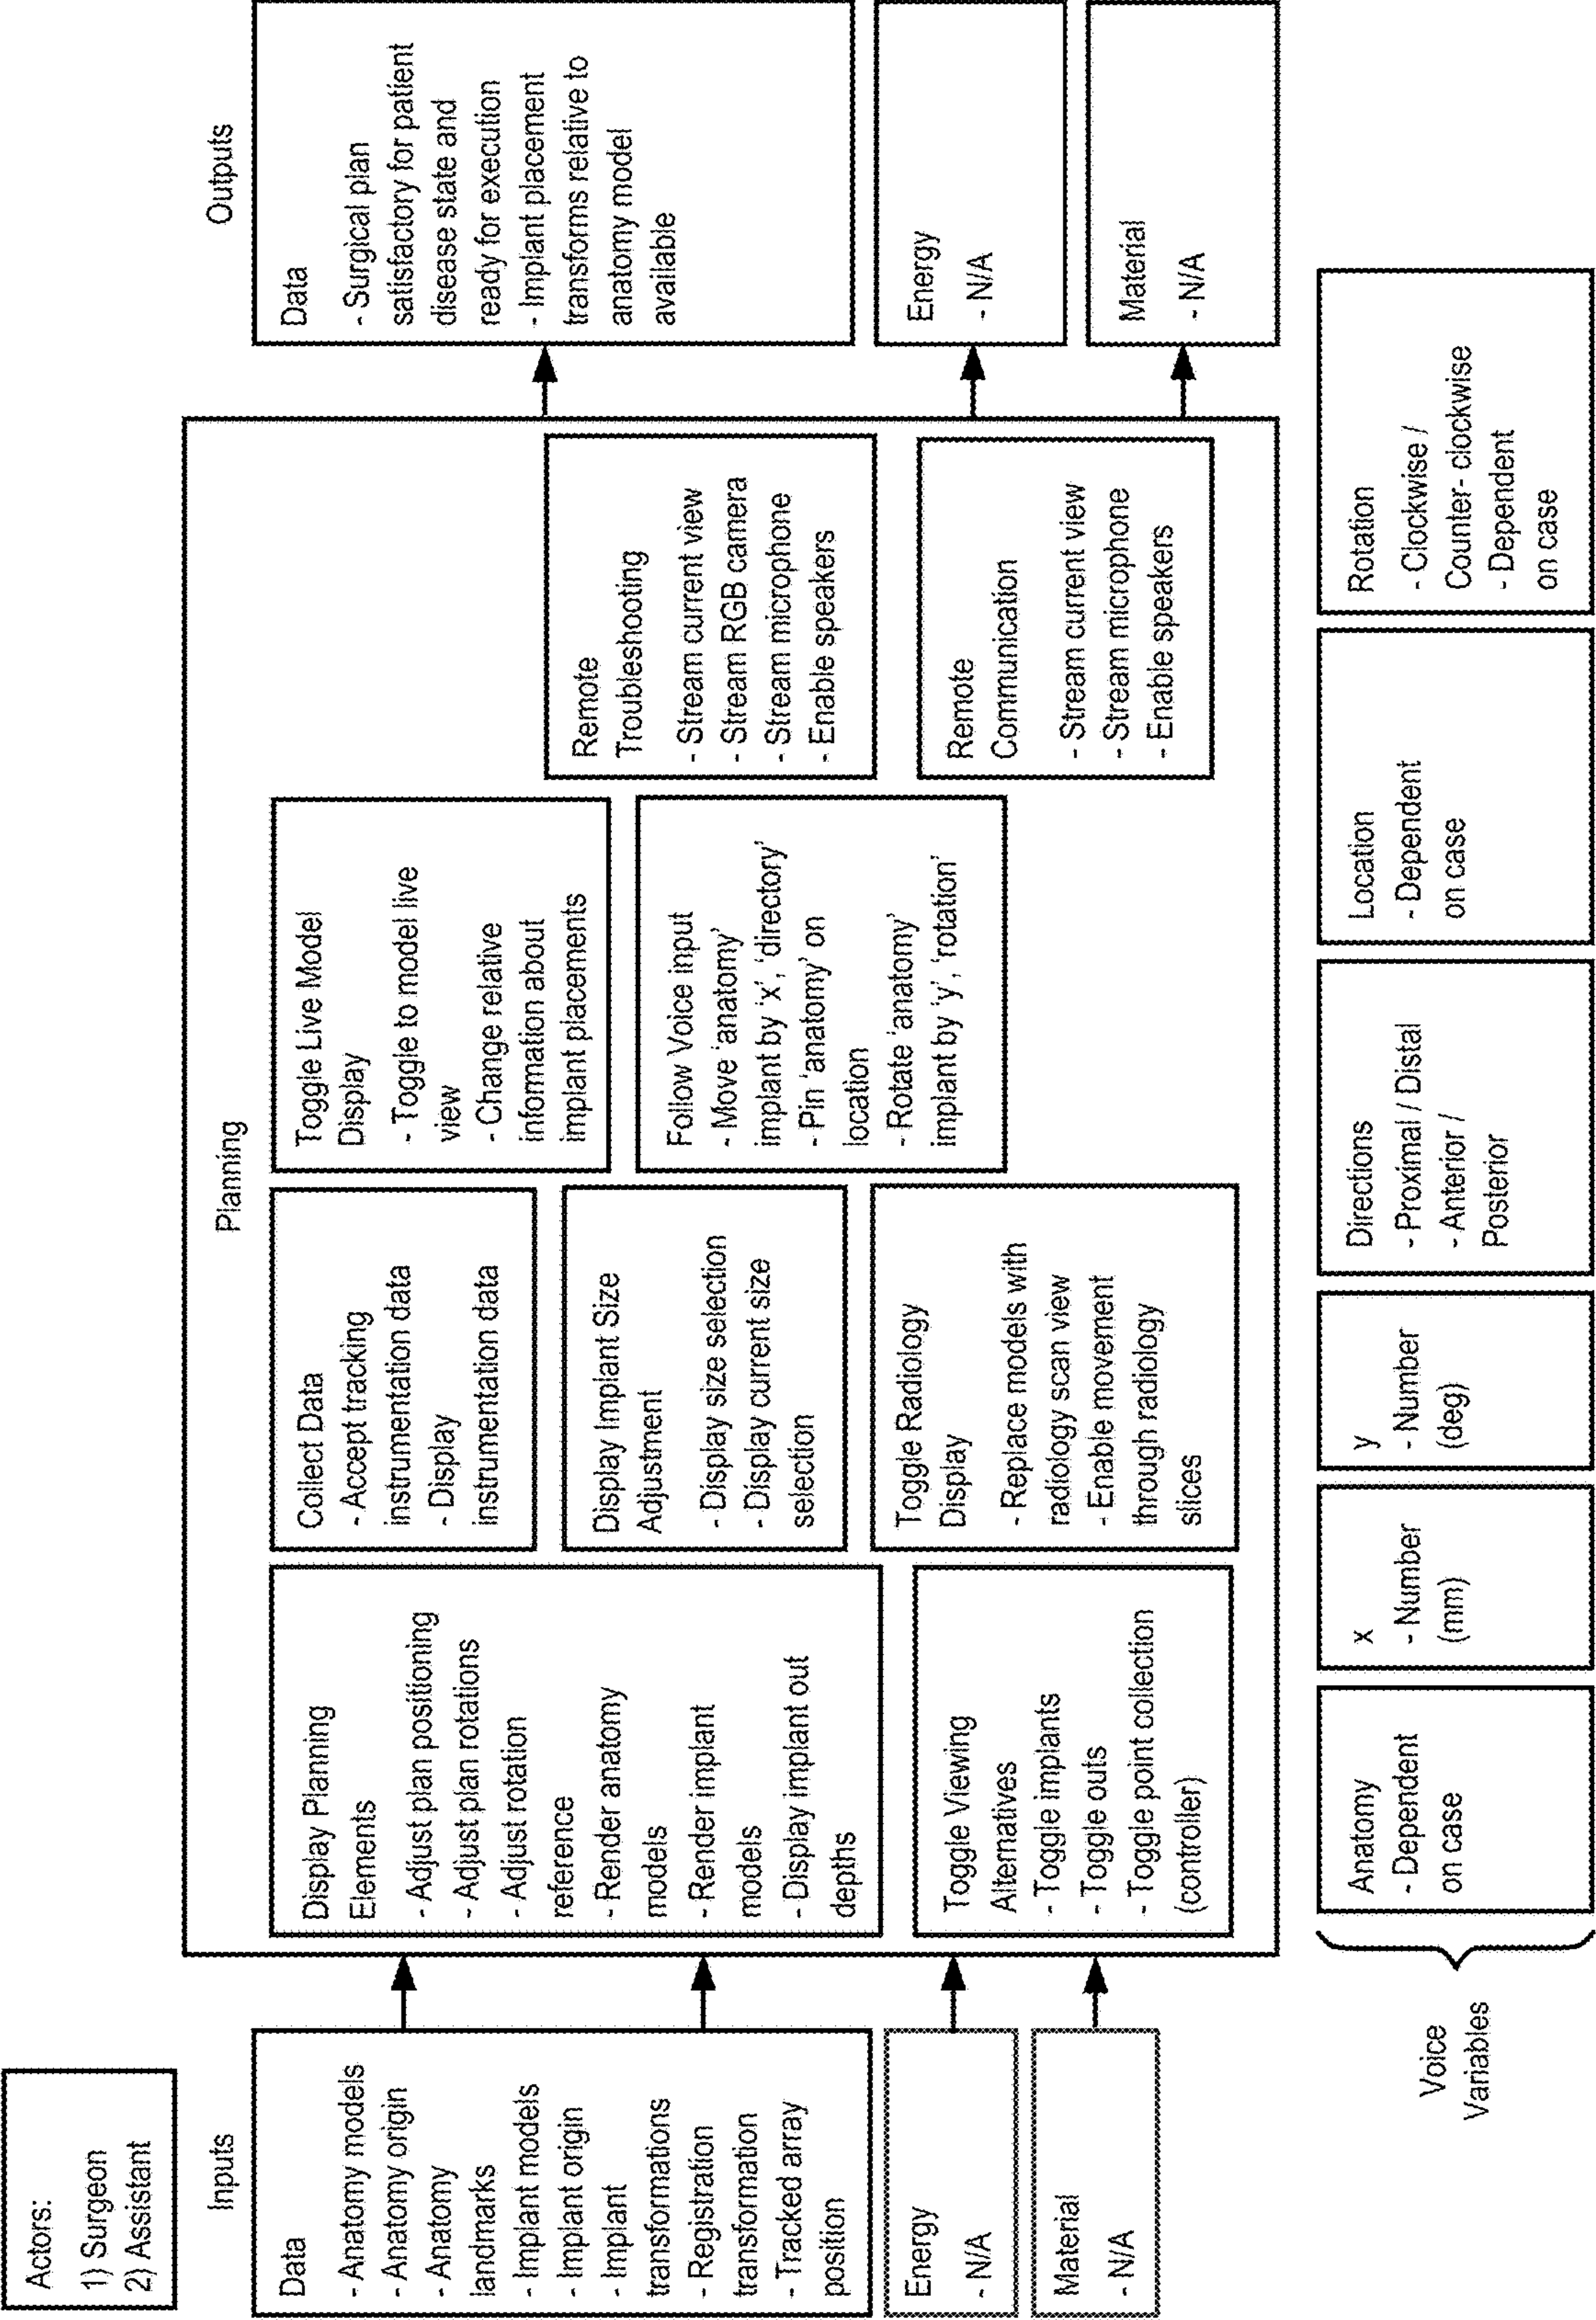 Actors:
1) Surgeon
2) Assistant
Inputs
Data
- Anatomy models
- Anatomy origin
- Anatomy
landmarks
- Implant models
- Implant origin
- Implant
transformations
- Registration
transformation
- Tracked array
position
Energy
- N/A
Material
- N/A
Planning
Display Planning
Elements
- Adjust plan positioning
- Adjust plan rotations
- Adjust rotation
reference
- Render anatomy
models
- Render implant
models
- Display implant out
depths
Toggle Viewing
Alternatives
- Toggle implants
- Toggle outs
- Toggle point collection
(controller)
Collect Data
- Accept tracking
instrumentation data
- Display
instrumentation data
Display Implant Size
Adjustment
- Display size selection
- Display current size
selection
Toggle Radiology
Display
- Replace models with
radiology scan view
- Enable movement
through radiology
slices
Toggle Live Model
Display
- Toggle to model live
view
- Change relative
information about
implant placements
Follow Voice input
- Move ‘anatomy’
implant by ‘x’, ‘directory’
- Pin ‘anatomy’ on
location
- Rotate ‘anatomy’
implant by ‘y’, ‘rotation’
Remote
Troubleshooting
- Stream current view
- Stream RGB camera
- Stream microphone
- Enable speakers
Remote
Communication
- Stream current view
- Stream microphone
- Enable speakers
Outputs
Data
- Surgical plan
satisfactory for patient
disease state and
ready for execution
- Implant placement
transforms relative to
anatomy model
available
Energy
- N/A
Material
- N/A
Voice
Variables
Anatomy
- Dependent
on case
x
- Number
(mm)
y
- Number
(deg)
Directions
- Proximal / Distal
- Anterior /
Posterior
Location
- Dependent
on case
Rotation
- Clockwise /
Counter- clockwise
- Dependent
on case